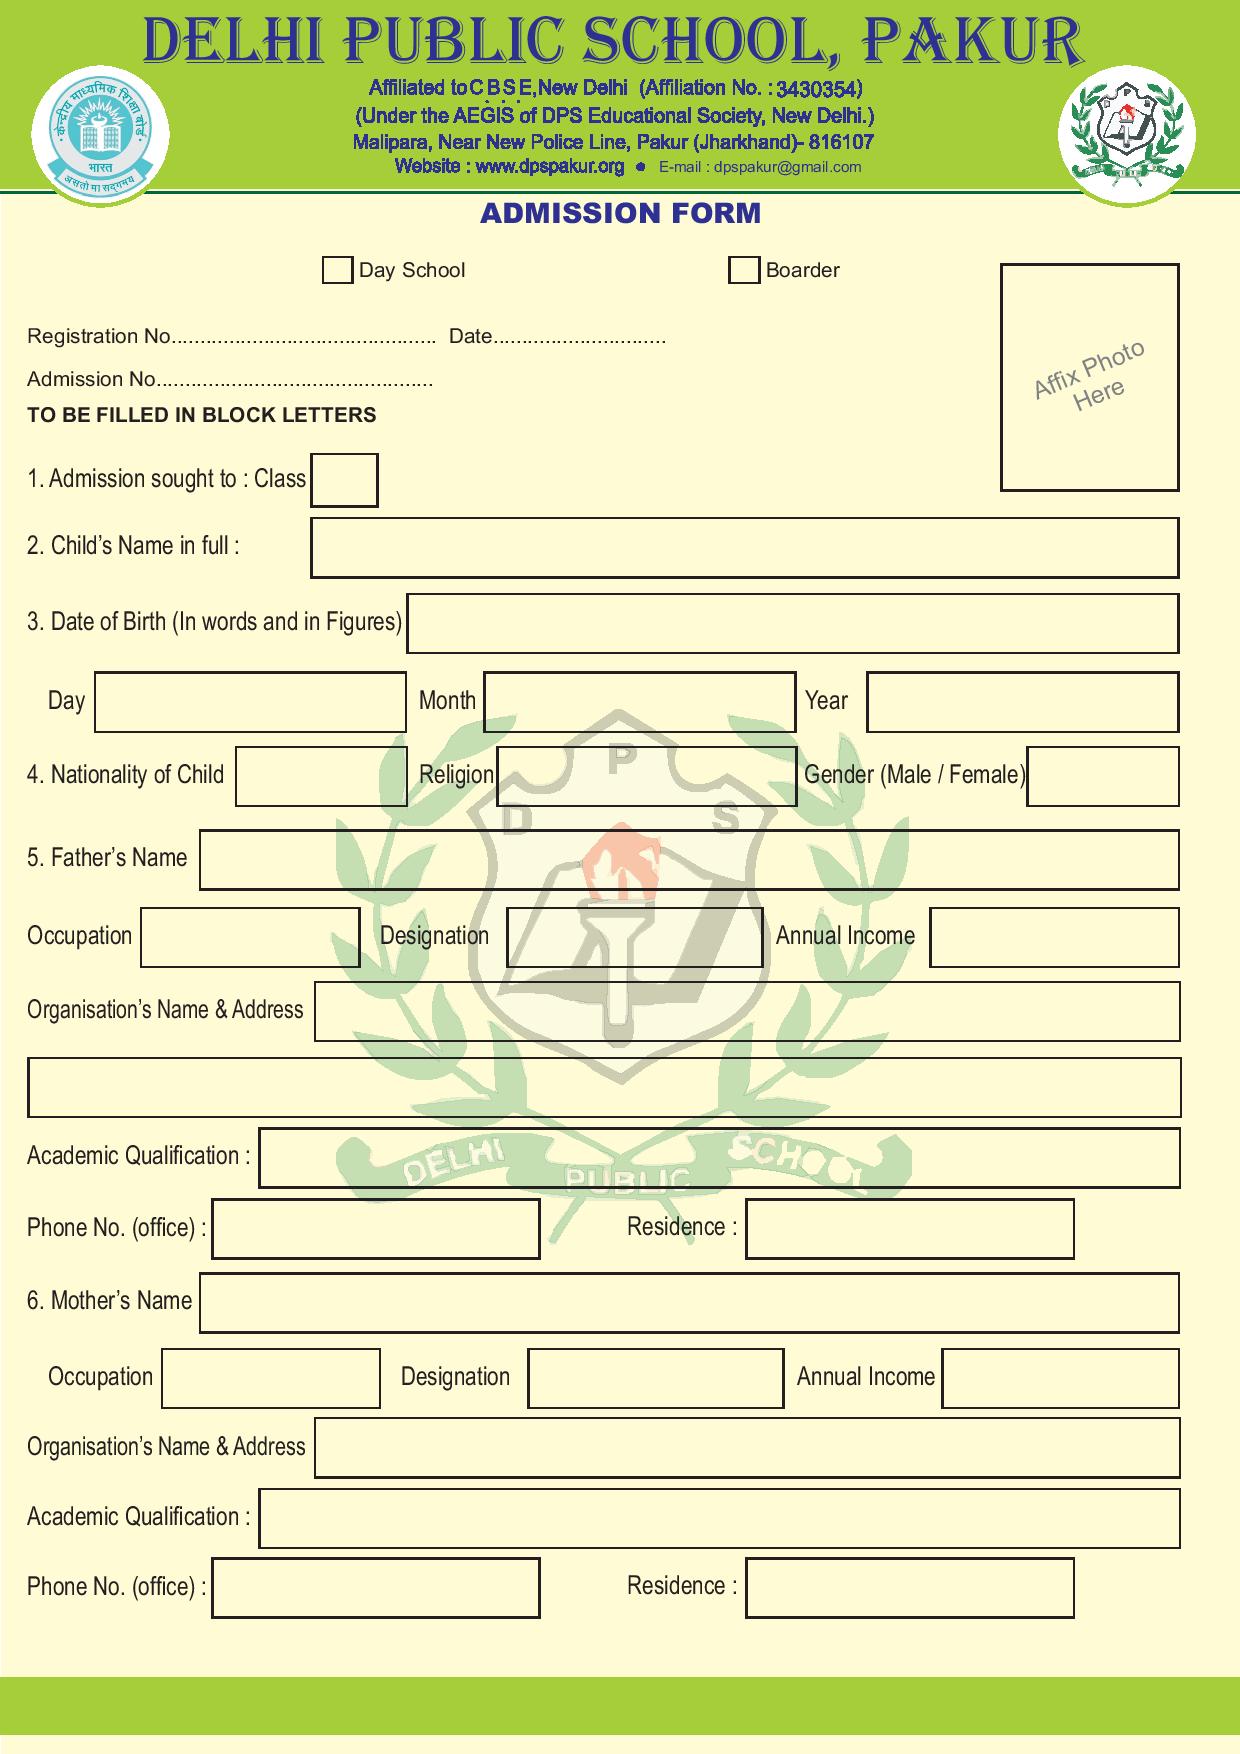 DELHI PUBLIC SCHOOL, PAKUR
Affiliated to C B S E, New Delhi (Affiliation No. : 3430354)
(Under the AEGIS of DPS Educational Society, New Delhi.)
Malipara, Near New Police Line, Pakur (Jharkhand)- 816107
Website : www.dpspakur.org ● E-mail : dpspakur@gmail.com
केन्द्रीय माध्यमिक शिक्षा बोर्ड
भारत
असतो मा सद्गमय
ADMISSION FORM
Day School Boarder
Affix Photo
Here
Registration No.............................................. Date..............................
Admission No................................................
TO BE FILLED IN BLOCK LETTERS
1. Admission sought to : Class
2. Child’s Name in full :
3. Date of Birth (In words and in Figures)
Day Month Year
4. Nationality of Child Religion Gender (Male / Female)
5. Father’s Name
Occupation Designation Annual Income
Organisation’s Name & Address
Academic Qualification :
Phone No. (office) : Residence :
6. Mother’s Name
Occupation Designation Annual Income
Organisation’s Name & Address
Academic Qualification :
Phone No. (office) : Residence :
D P S
DELHI PUBLIC SCHOOL